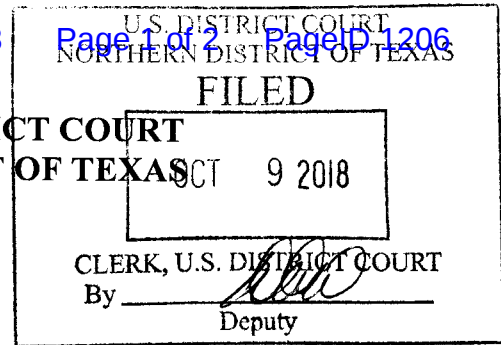 U.S. DISTRICT COURT
Page 1 of 2 PageID 1206
NORTHERN DISTRICT OF TEXAS
FILED
CT COURT
OF TEXAS
OCT 9 2018
CLERK, U.S. DISTRICT COURT
By
Deputy